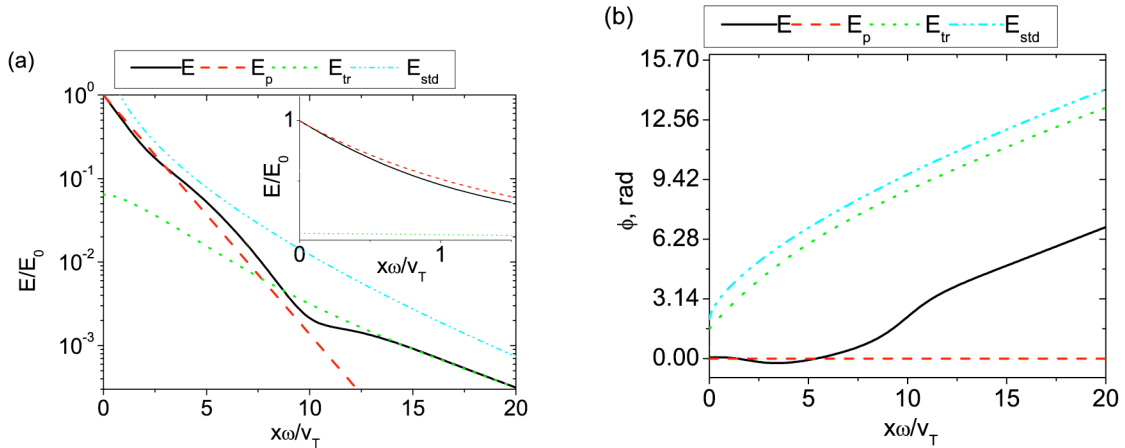 (a)
E E_p E_tr E_std
10^0
10^-1
10^-2
10^-3
E/E_0
0 5 10 15 20
xω/v_T
1
E/E_0
0 1
xω/v_T
(b)
E E_p E_tr E_std
15.70
12.56
9.42
6.28
3.14
0.00
ϕ, rad
0 5 10 15 20
xω/v_T